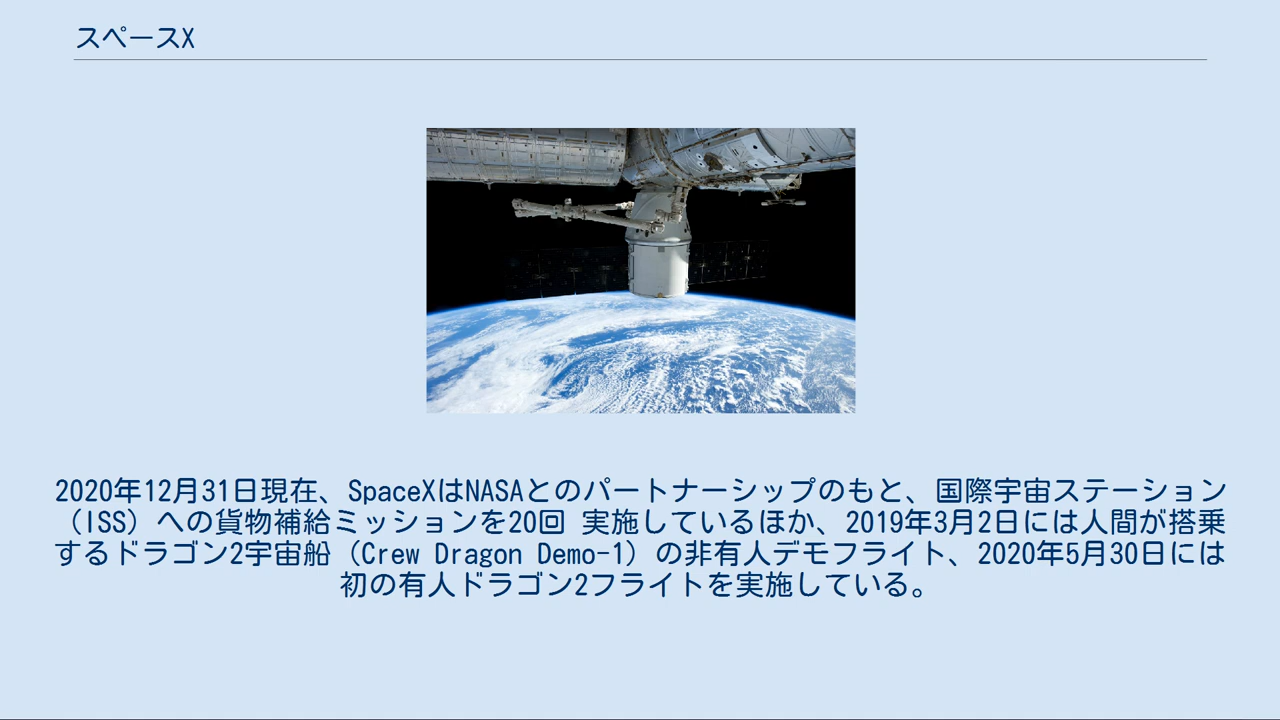 スペースX
2020年12月31日現在、SpaceXはNASAとのパートナーシップのもと、国際宇宙ステーション
（ISS）への貨物補給ミッションを20回 実施しているほか、2019年3月2日には人間が搭乗
するドラゴン2宇宙船（Crew Dragon Demo-1）の非有人デモフライト、2020年5月30日には
初の有人ドラゴン2フライトを実施している。